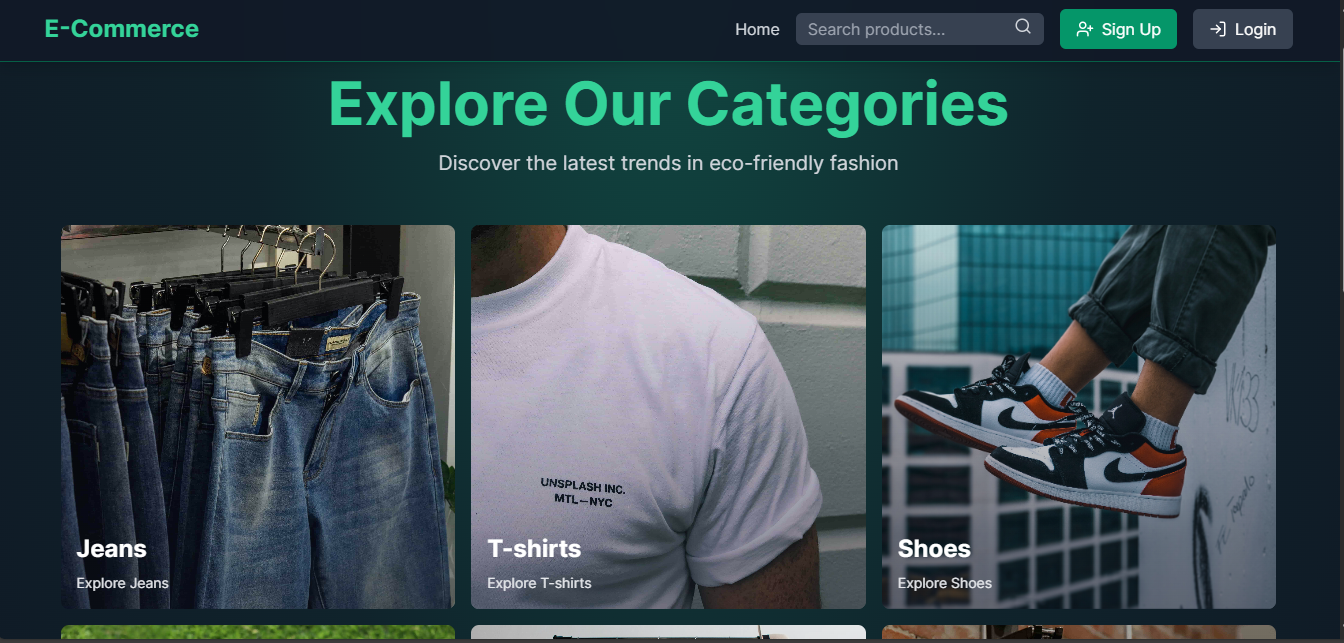 E-Commerce
Home
Search products...
Sign Up
Login
Explore Our Categories
Discover the latest trends in eco-friendly fashion
UNSPLASH INC.
MTL—NYC
W33
Jeans
Explore Jeans
T-shirts
Explore T-shirts
Shoes
Explore Shoes